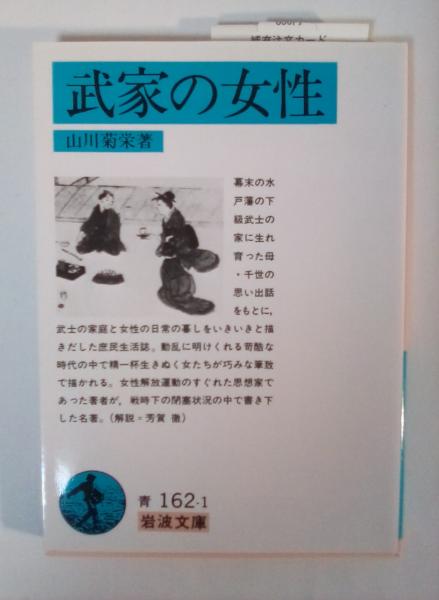 補充注文カード
武家の女性
山川菊栄著
幕末の水
戸藩の下
級武士の
家に生れ
育った母
・千世の
思い出話
をもとに，
武士の家庭と女性の日常の暮しをいきいきと描
きだした庶民生活誌。動乱に明けくれる苛酷な
時代の中で精一杯生きぬく女たちが巧みな筆致
で描かれる。女性解放運動のすぐれた思想家で
あった著者が，戦時下の閉塞状況の中で書き下
した名著。（解説＝芳賀 徹）
青 162-1
岩波文庫